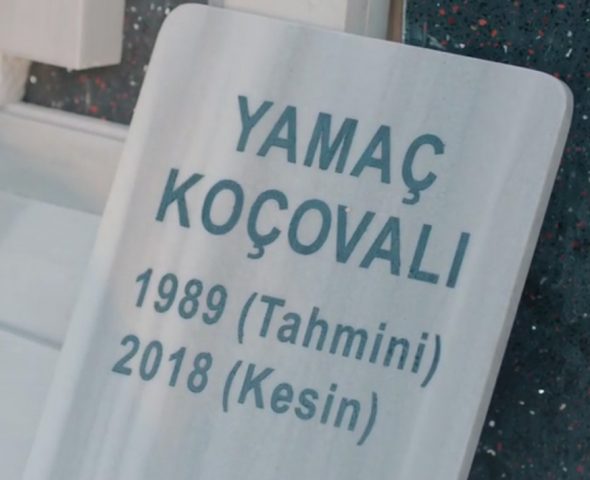 YAMAÇ
KOÇOVALI
1989 (Tahmini)
2018 (Kesin)